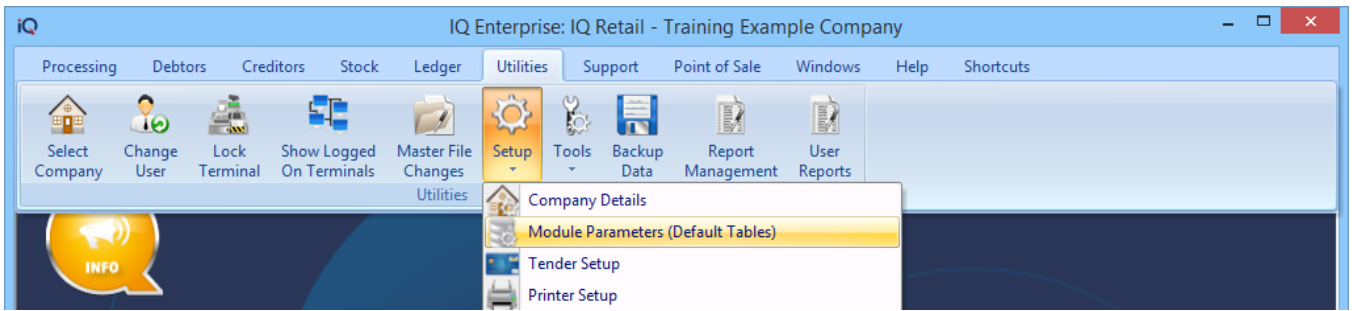 iQ
IQ Enterprise: IQ Retail - Training Example Company
Processing Debtors Creditors Stock Ledger Utilities Support Point of Sale Windows Help Shortcuts
Select Company
Change User
Lock Terminal
Show Logged On Terminals
Master File Changes
Setup
Tools
Backup Data
Report Management
User Reports
Utilities
Company Details
Module Parameters (Default Tables)
Tender Setup
Printer Setup
INFO